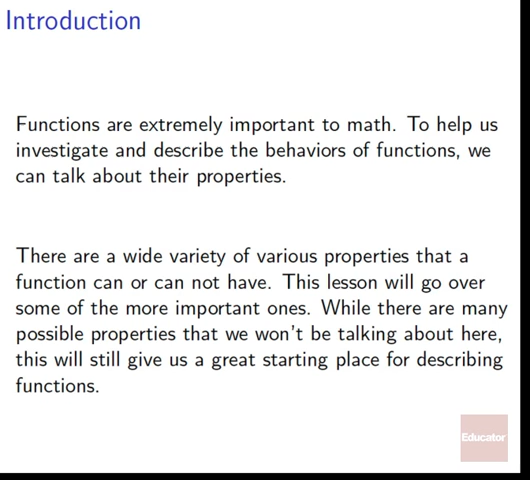 Introduction
Functions are extremely important to math. To help us
investigate and describe the behaviors of functions, we
can talk about their properties.
There are a wide variety of various properties that a
function can or can not have. This lesson will go over
some of the more important ones. While there are many
possible properties that we won't be talking about here,
this will still give us a great starting place for describing
functions.
Educator